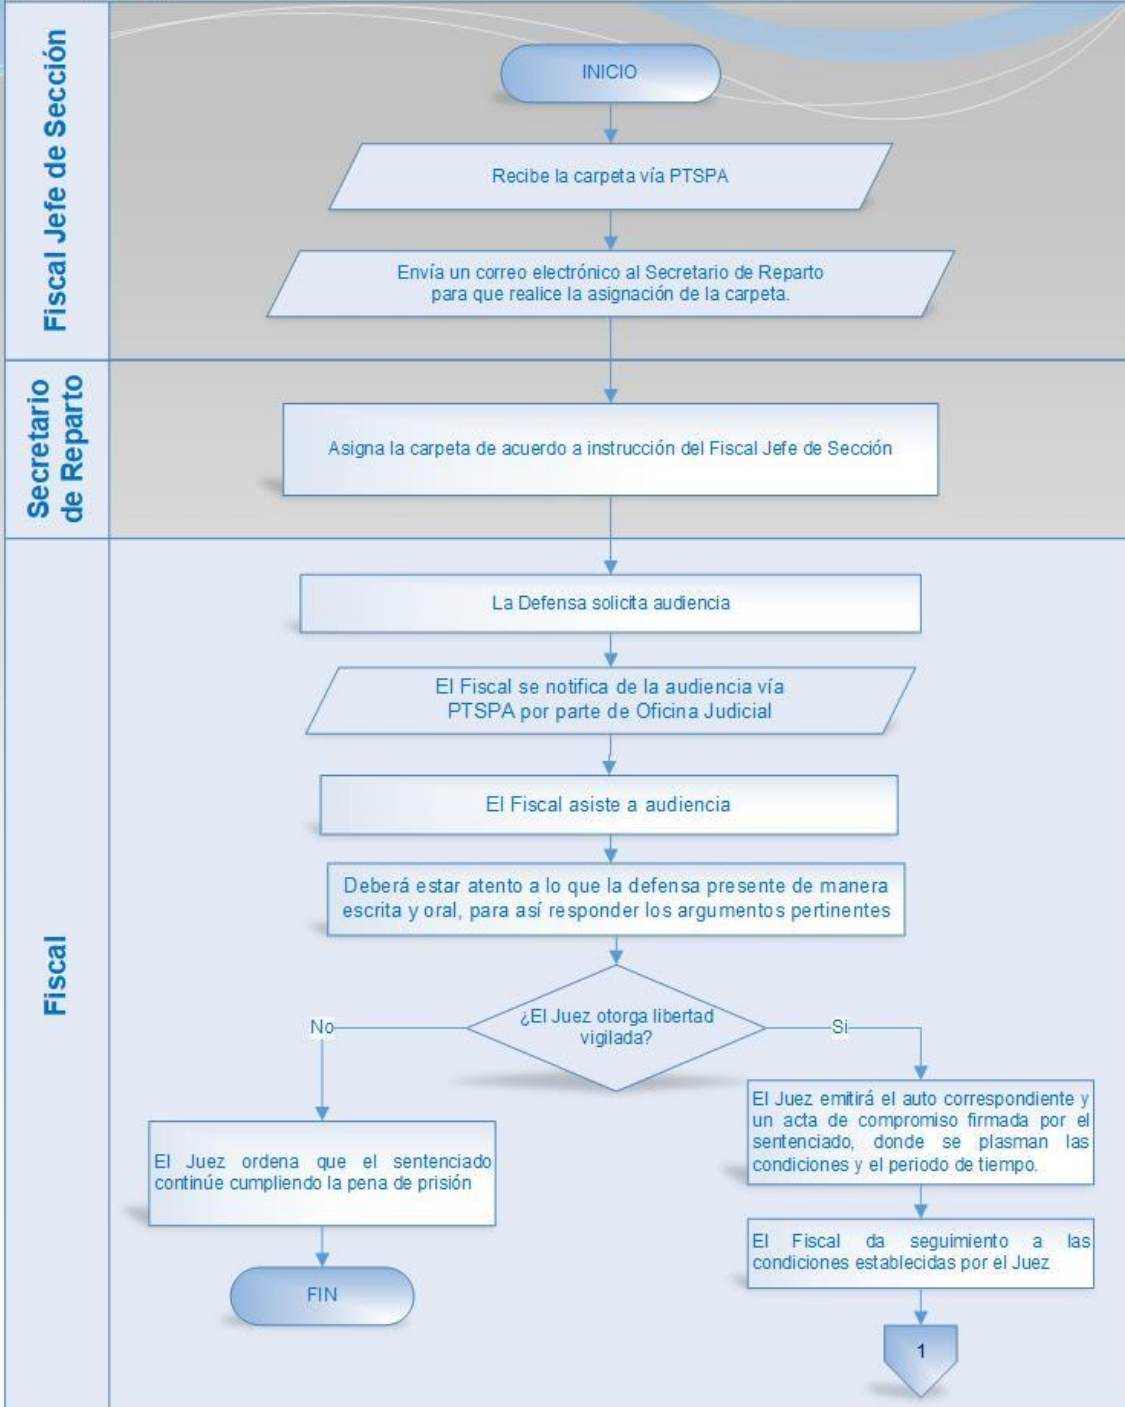 Fiscal Jefe de Sección
INICIO
Recibe la carpeta vía PTSPA
Envía un correo electrónico al Secretario de Reparto
para que realice la asignación de la carpeta.
Secretario
de Reparto
Asigna la carpeta de acuerdo a instrucción del Fiscal Jefe de Sección
Fiscal
La Defensa solicita audiencia
El Fiscal se notifica de la audiencia vía
PTSPA por parte de Oficina Judicial
El Fiscal asiste a audiencia
Deberá estar atento a lo que la defensa presente de manera
escrita y oral, para así responder los argumentos pertinentes
¿El Juez otorga libertad
vigilada?
No
Si
El Juez ordena que el sentenciado
continúe cumpliendo la pena de prisión
FIN
El Juez emitirá el auto correspondiente y
un acta de compromiso firmada por el
sentenciado, donde se plasman las
condiciones y el periodo de tiempo.
El Fiscal da seguimiento a las
condiciones establecidas por el Juez
1